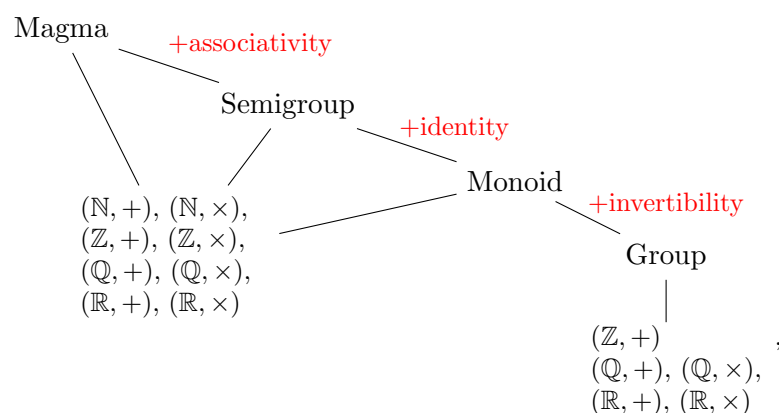 Magma
+associativity
Semigroup
+identity
Monoid
+invertibility
Group
(ℕ, +), (ℕ, ×),
(ℤ, +), (ℤ, ×),
(ℚ, +), (ℚ, ×),
(ℝ, +), (ℝ, ×)
(ℤ, +) ,
(ℚ, +), (ℚ, ×),
(ℝ, +), (ℝ, ×)